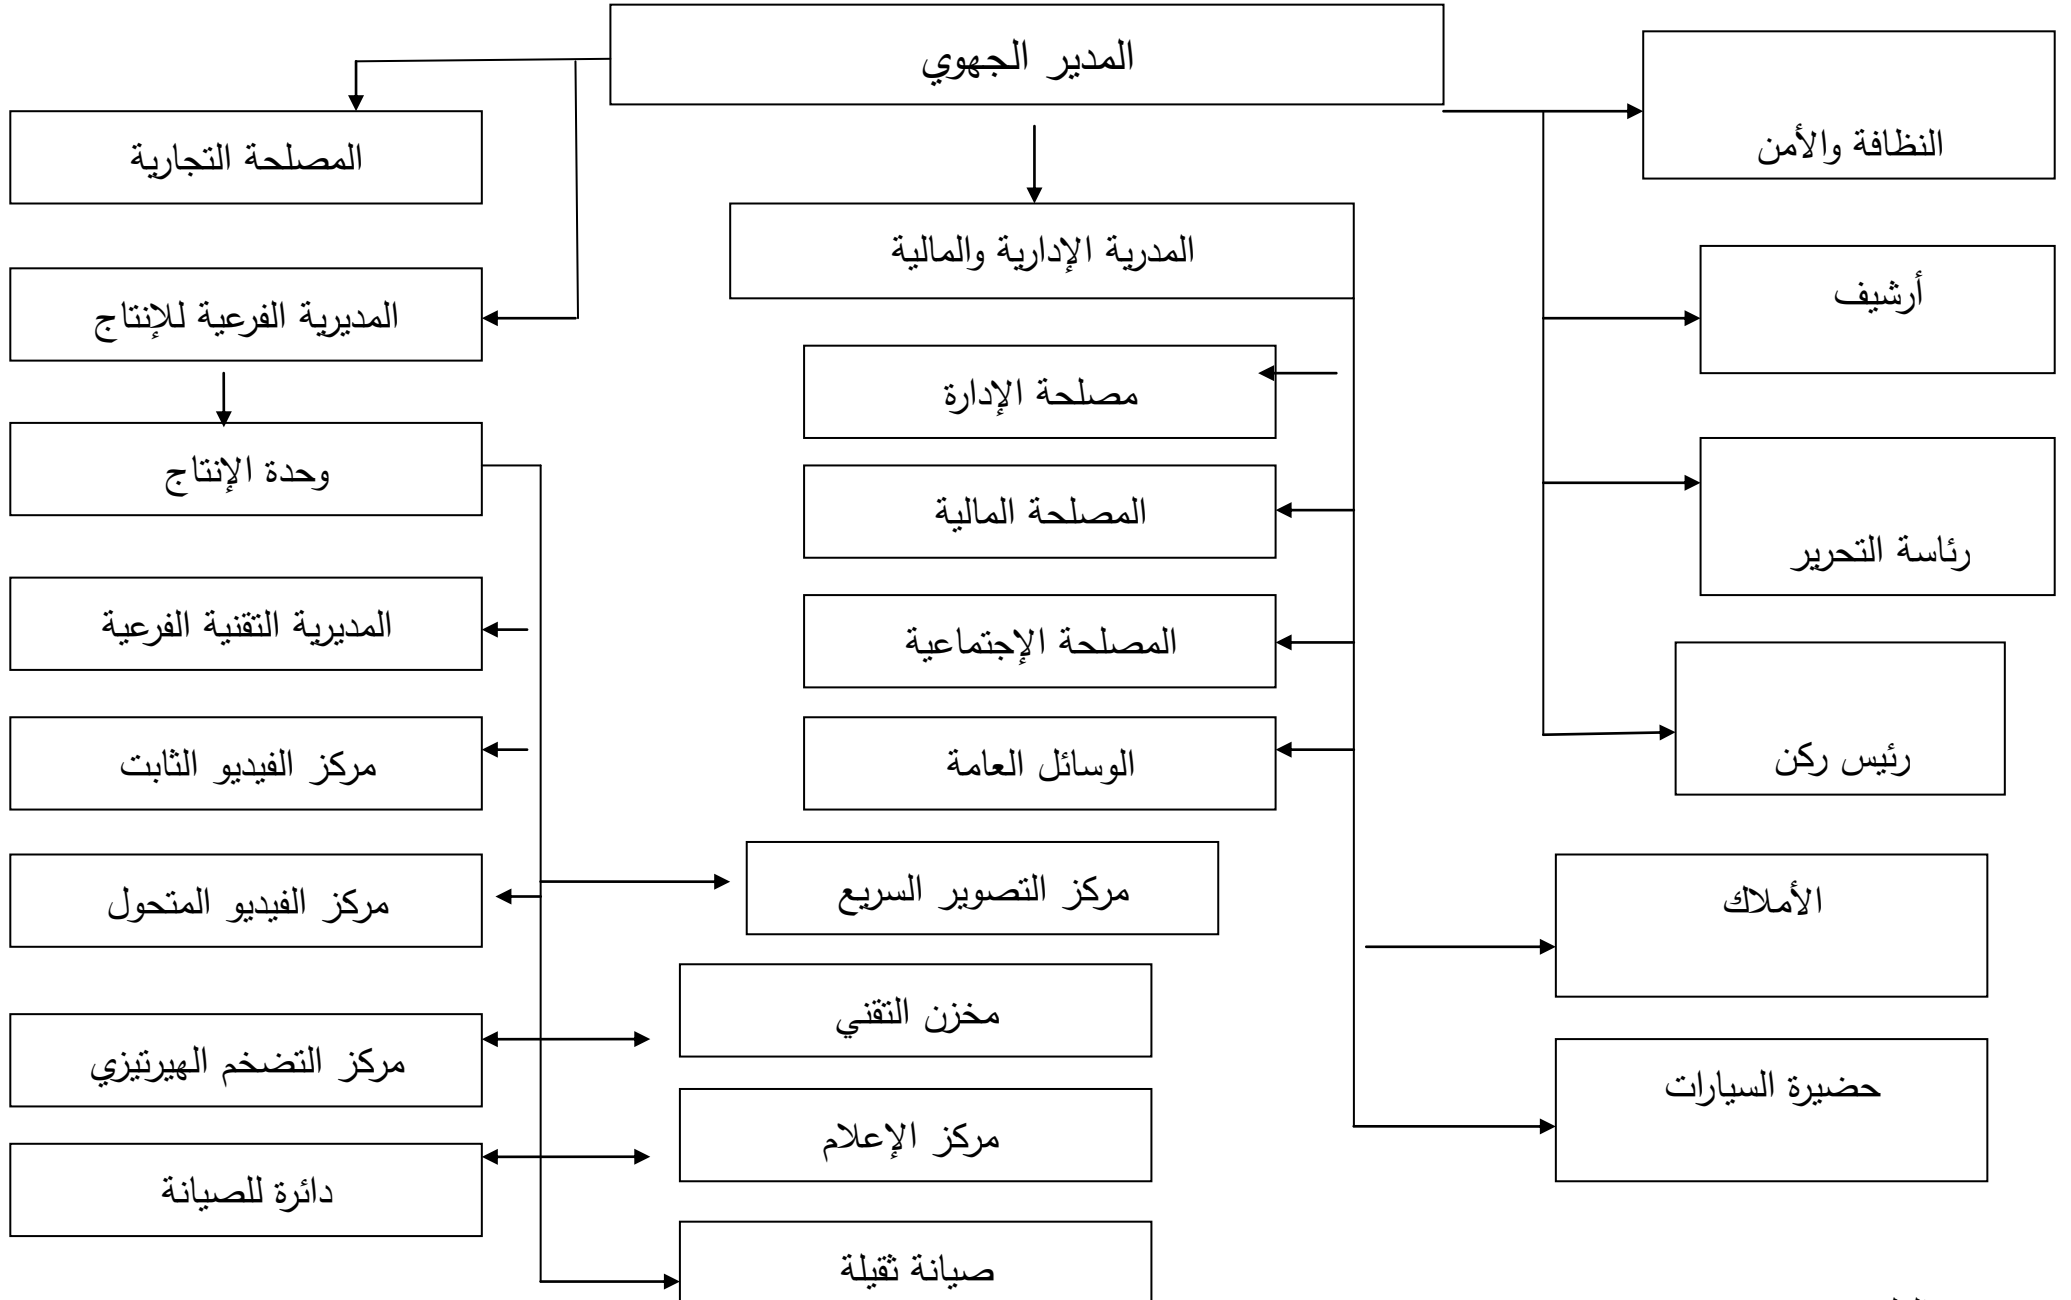 المدير الجهوي
النظافة والأمن
المصلحة التجارية
المدرية الإدارية والمالية
أرشيف
المديرية الفرعية للإنتاج
مصلحة الإدارة
وحدة الإنتاج
المصلحة المالية
رئاسة التحرير
المديرية التقنية الفرعية
المصلحة الإجتماعية
رئيس ركن
مركز الفيديو الثابت
الوسائل العامة
مركز الفيديو المتحول
مركز التصوير السريع
الأملاك
مخزن التقني
مركز التضخم الهيرتيزي
حضيرة السيارات
مركز الإعلام
دائرة للصيانة
صيانة ثقيلة